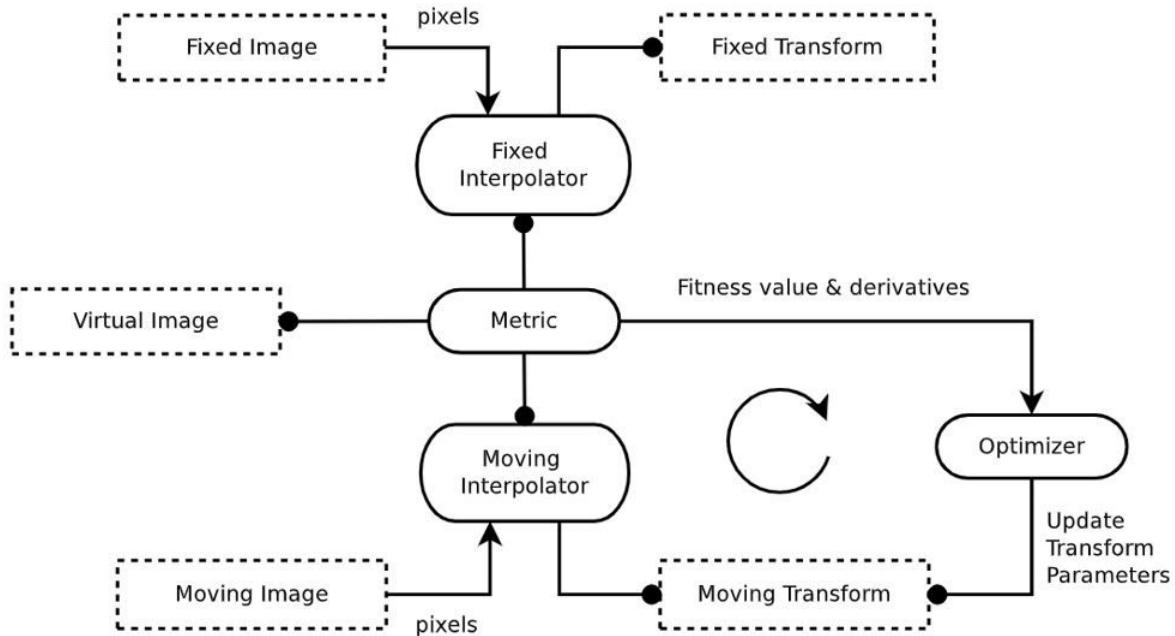 pixels
Fixed Image
Fixed Transform
Fixed
Interpolator
Fitness value & derivatives
Virtual Image
Metric
Optimizer
Moving
Interpolator
Update
Transform
Parameters
Moving Image
Moving Transform
pixels